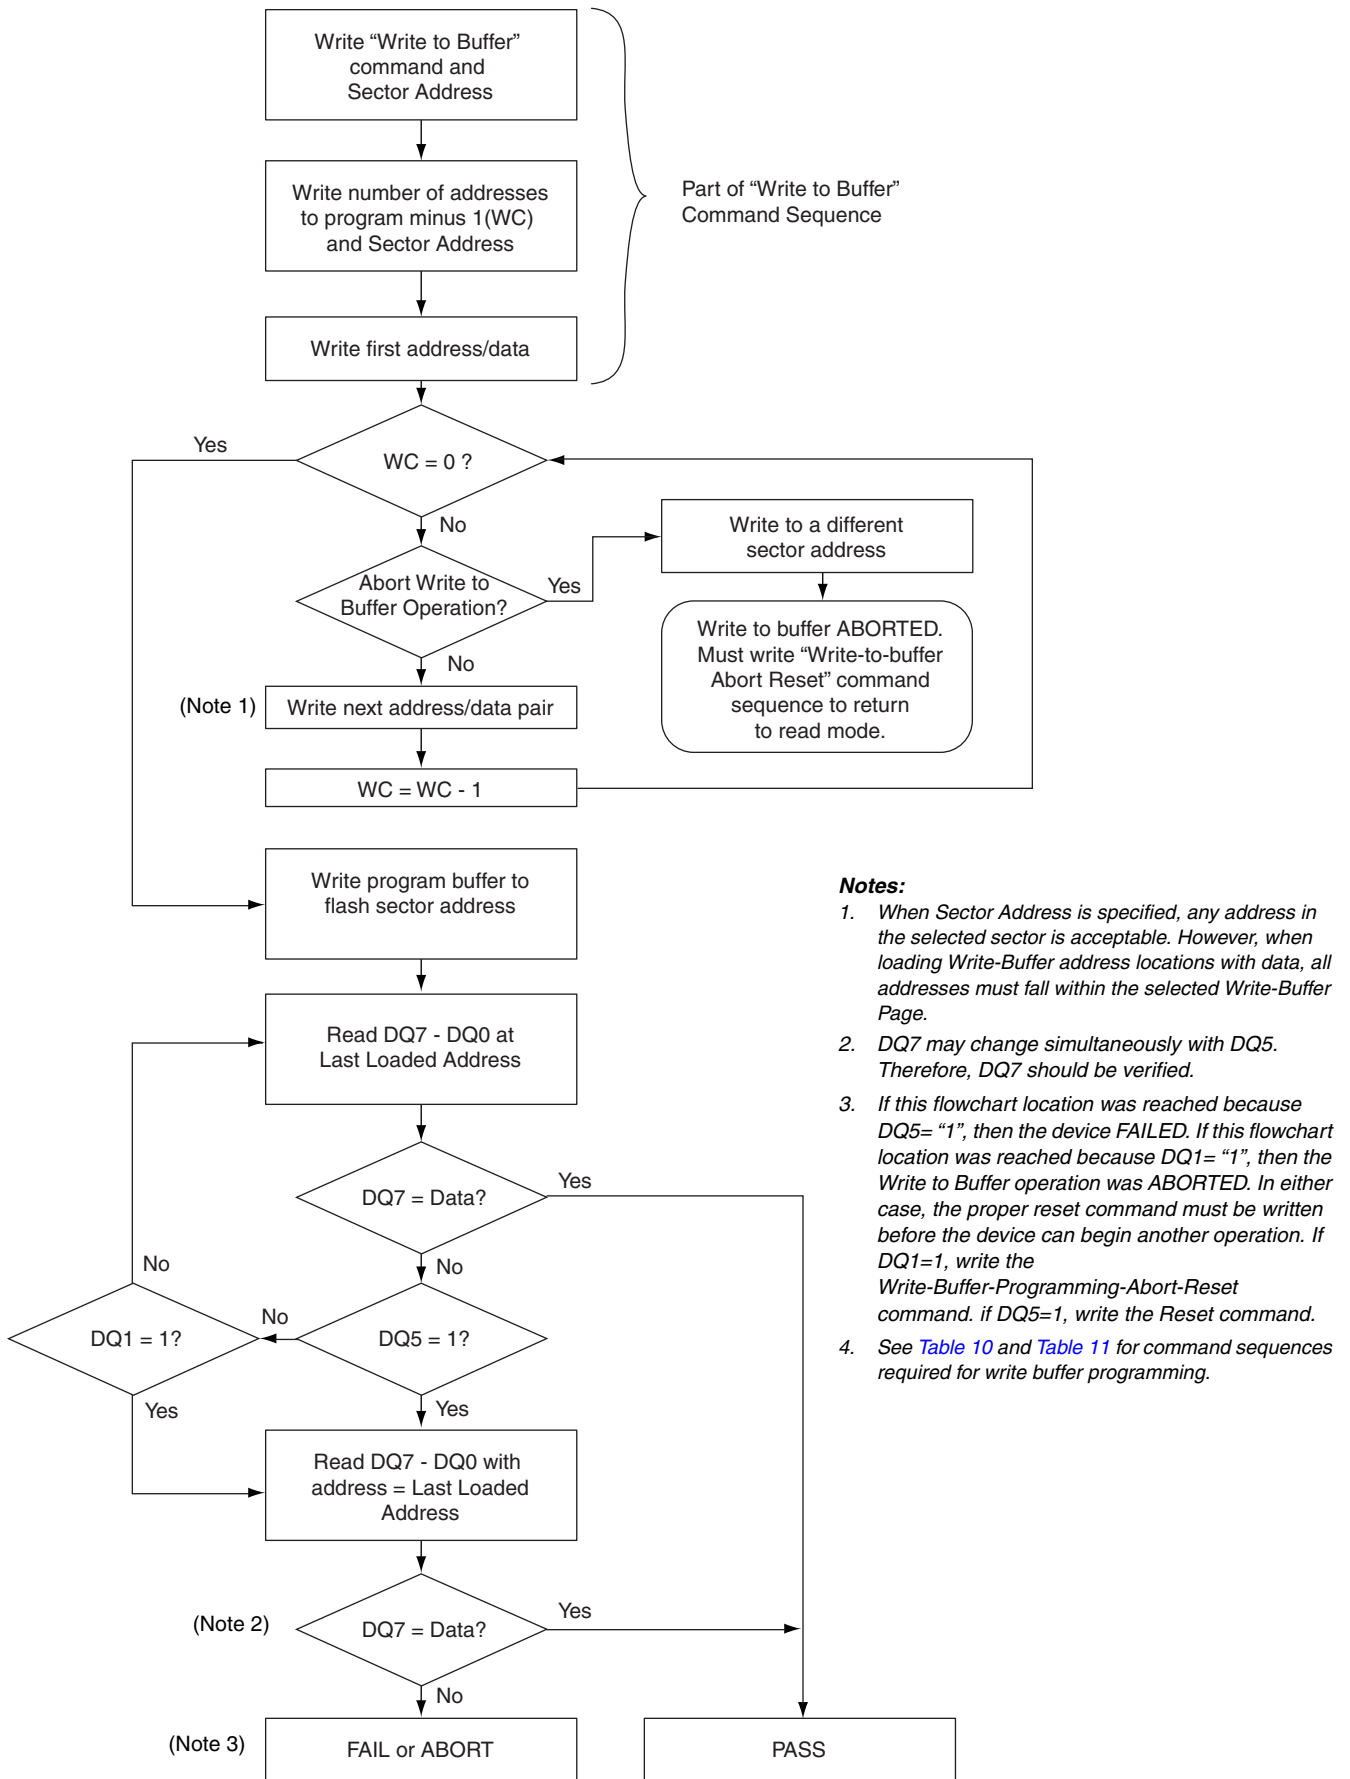 Write “Write to Buffer”
command and
Sector Address
Write number of addresses
to program minus 1(WC)
and Sector Address
Part of “Write to Buffer”
Command Sequence
Write first address/data
Yes
WC = 0 ?
No
Write to a different
sector address
Abort Write to
Buffer Operation?
Yes
Write to buffer ABORTED.
Must write “Write-to-buffer
Abort Reset” command
sequence to return
to read mode.
No
(Note 1)
Write next address/data pair
WC = WC - 1
Write program buffer to
flash sector address
Notes:
1. When Sector Address is specified, any address in
the selected sector is acceptable. However, when
loading Write-Buffer address locations with data, all
addresses must fall within the selected Write-Buffer
Page.
2. DQ7 may change simultaneously with DQ5.
Therefore, DQ7 should be verified.
3. If this flowchart location was reached because
DQ5= “1”, then the device FAILED. If this flowchart
location was reached because DQ1= “1”, then the
Write to Buffer operation was ABORTED. In either
case, the proper reset command must be written
before the device can begin another operation. If
DQ1=1, write the
Write-Buffer-Programming-Abort-Reset
command. if DQ5=1, write the Reset command.
4. See Table 10 and Table 11 for command sequences
required for write buffer programming.
Read DQ7 - DQ0 at
Last Loaded Address
DQ7 = Data?
Yes
No
No
DQ1 = 1?
No
DQ5 = 1?
Yes
Yes
Read DQ7 - DQ0 with
address = Last Loaded
Address
(Note 2)
DQ7 = Data?
Yes
No
(Note 3)
FAIL or ABORT
PASS